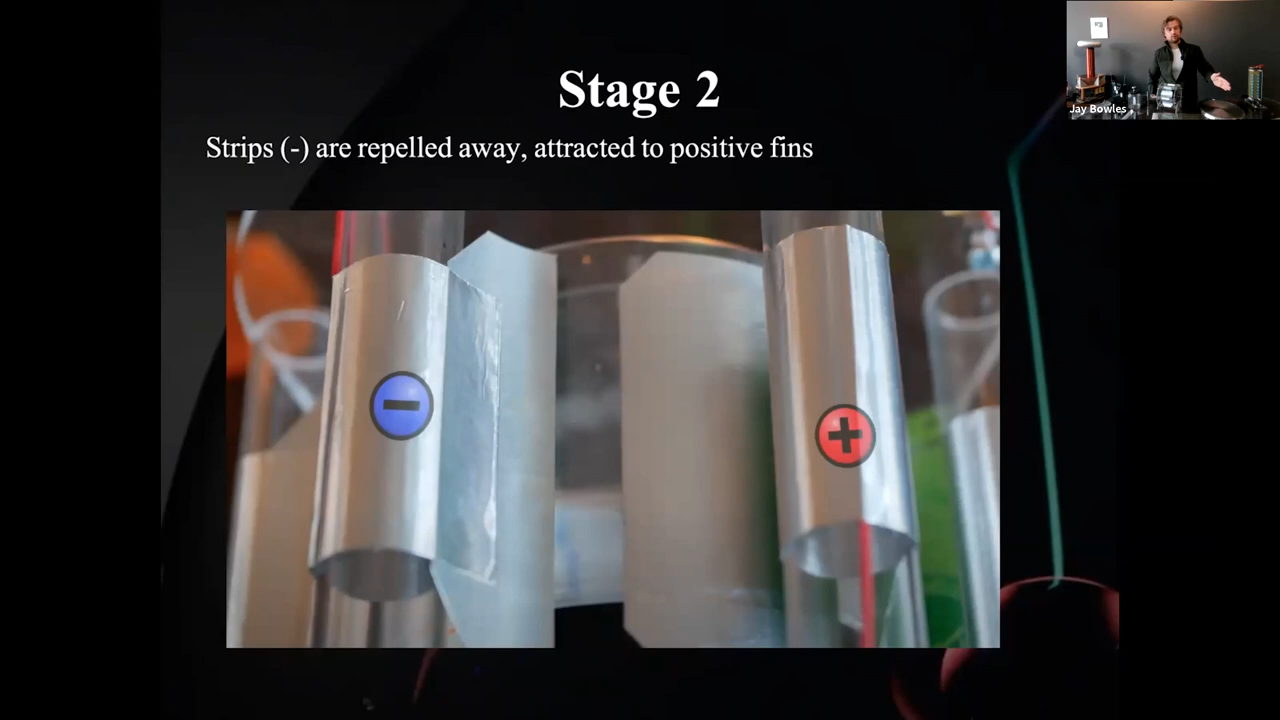 Stage 2
Strips (-) are repelled away, attracted to positive fins
Jay Bowles